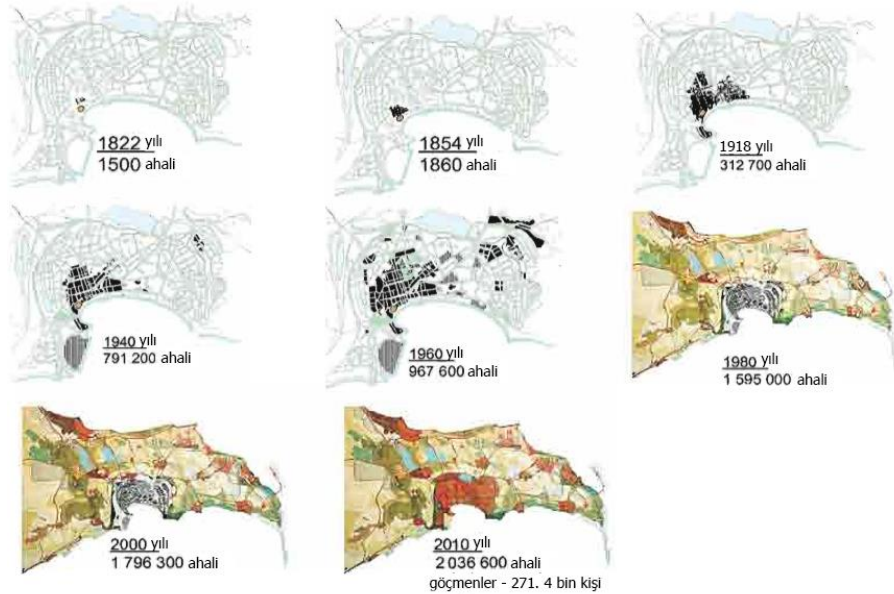 1822 yılı
1500 ahali
1854 yılı
1860 ahali
1918 yılı
312 700 ahali
1940 yılı
791 200 ahali
1960 yılı
967 600 ahali
1980 yılı
1 595 000 ahali
2000 yılı
1 796 300 ahali
2010 yılı
2 036 600 ahali
göçmenler - 271. 4 bin kişi